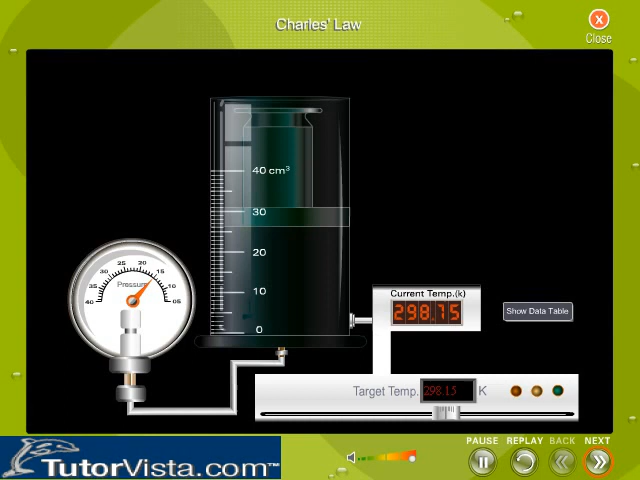 Charles' Law
Close
40 cm³
30
20
10
0
25 20
30 15
35 10
40 05
Pressure
Current Temp.(k)
298.15
Show Data Table
Target Temp. 298.15 K
PAUSE REPLAY BACK NEXT
TutorVista.com™